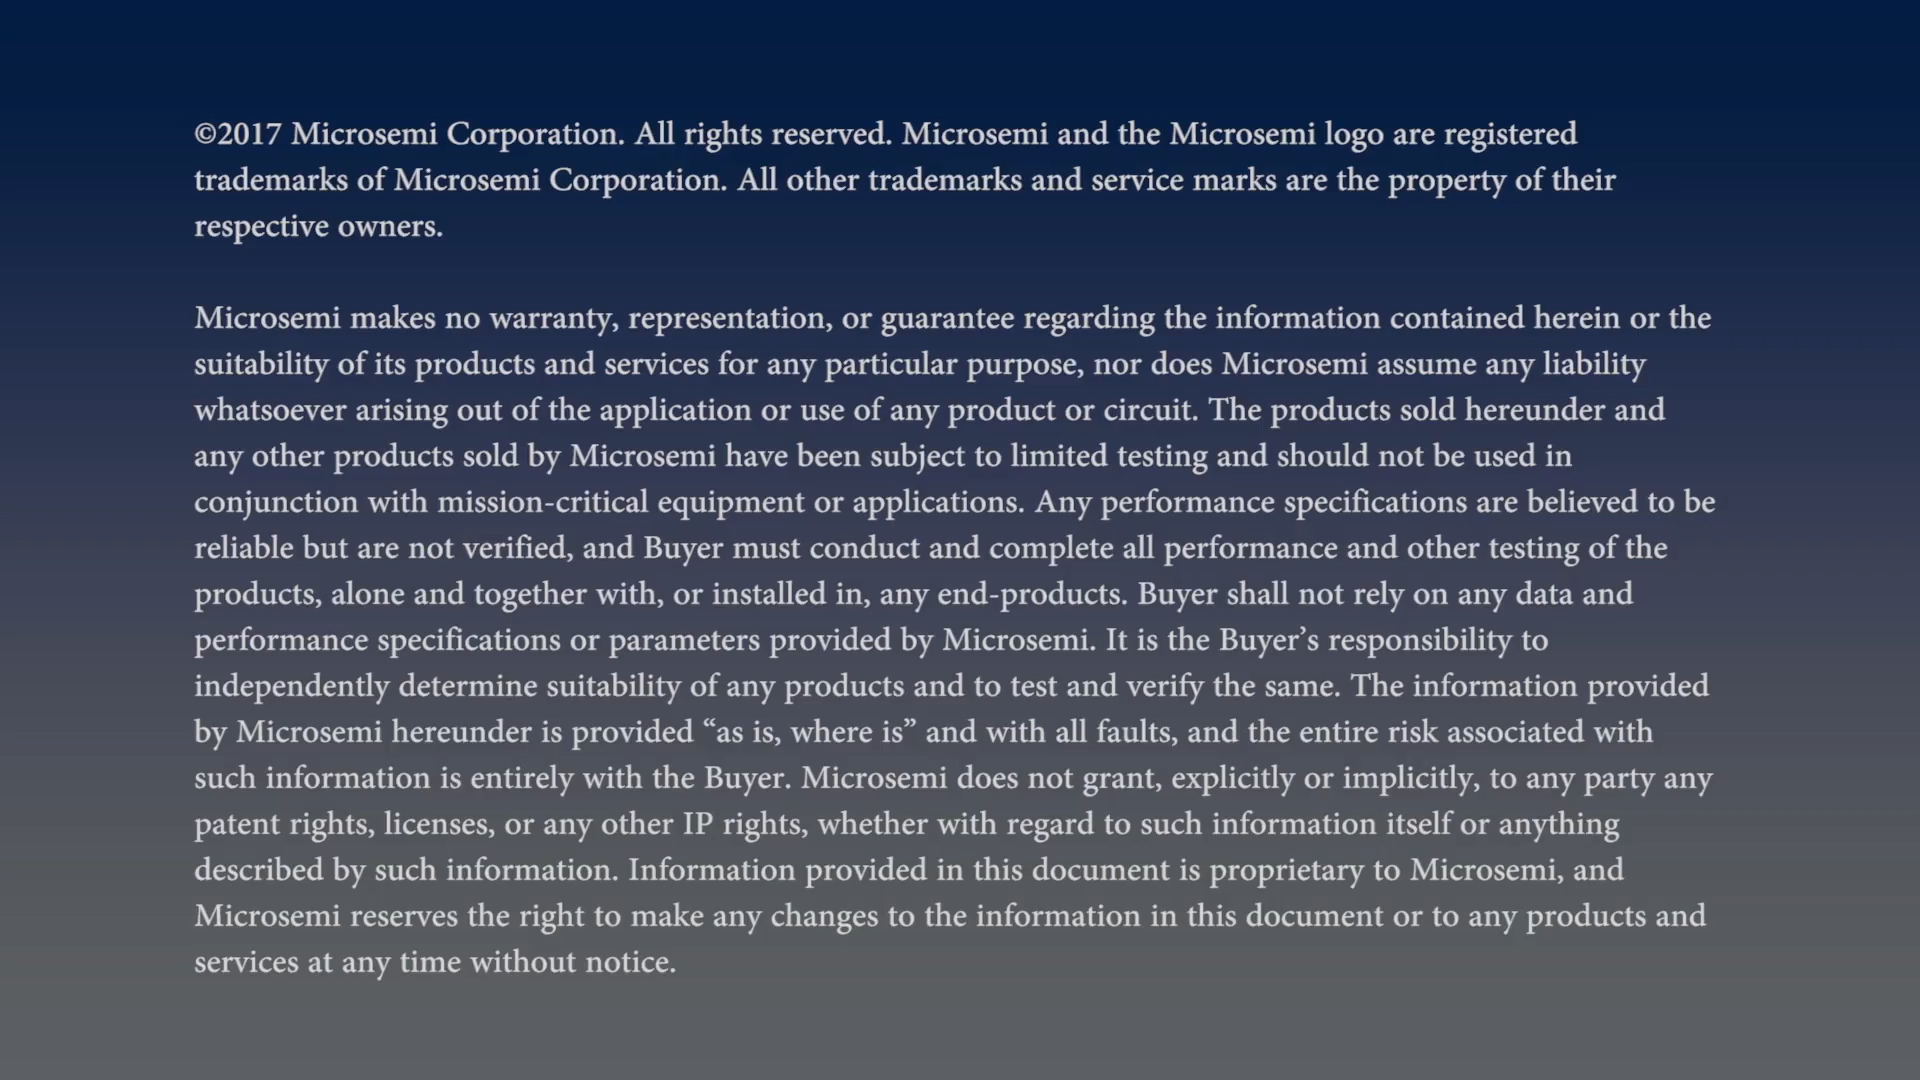 ©2017 Microsemi Corporation. All rights reserved. Microsemi and the Microsemi logo are registered
trademarks of Microsemi Corporation. All other trademarks and service marks are the property of their
respective owners.
Microsemi makes no warranty, representation, or guarantee regarding the information contained herein or the
suitability of its products and services for any particular purpose, nor does Microsemi assume any liability
whatsoever arising out of the application or use of any product or circuit. The products sold hereunder and
any other products sold by Microsemi have been subject to limited testing and should not be used in
conjunction with mission-critical equipment or applications. Any performance specifications are believed to be
reliable but are not verified, and Buyer must conduct and complete all performance and other testing of the
products, alone and together with, or installed in, any end-products. Buyer shall not rely on any data and
performance specifications or parameters provided by Microsemi. It is the Buyer’s responsibility to
independently determine suitability of any products and to test and verify the same. The information provided
by Microsemi hereunder is provided “as is, where is” and with all faults, and the entire risk associated with
such information is entirely with the Buyer. Microsemi does not grant, explicitly or implicitly, to any party any
patent rights, licenses, or any other IP rights, whether with regard to such information itself or anything
described by such information. Information provided in this document is proprietary to Microsemi, and
Microsemi reserves the right to make any changes to the information in this document or to any products and
services at any time without notice.